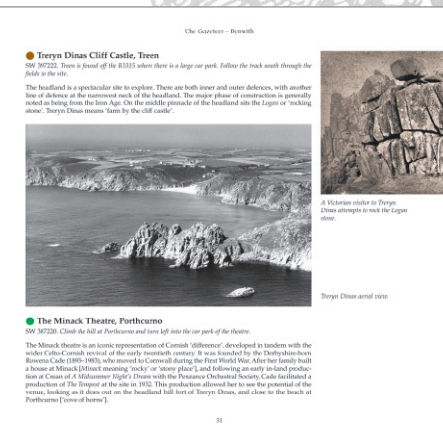 The Gazeteer – Penwith
Treryn Dinas Cliff Castle, Treen
SW 397222. Treen is found off the B3315 where there is a large car park. Follow the track south through the
fields to the site.
The headland is a spectacular site to explore. There are both inner and outer defences, with another
line of defence at the narrowest neck of the headland. The major phase of construction is generally
noted as being from the Iron Age. On the middle pinnacle of the headland sits the Logan or 'rocking
stone'. Treryn Dinas means 'farm by the cliff castle'.
A Victorian visitor to Treryn
Dinas attempts to rock the Logan
stone.
Treryn Dinas aerial view.
The Minack Theatre, Porthcurno
SW 387220. Climb the hill at Porthcurno and turn left into the car park of the theatre.
The Minack theatre is an iconic representation of Cornish 'difference', developed in tandem with the
wider Celto-Cornish revival of the early twentieth century. It was founded by the Derbyshire-born
Rowena Cade (1893–1983), who moved to Cornwall during the First World War. After her family built
a house at Minack [Minack meaning 'rocky' or 'stony place'], and following an early in-land produc-
tion at Crean of A Midsummer Night's Dream with the Penzance Orchestral Society, Cade facilitated a
production of The Tempest at the site in 1932. This production allowed her to see the potential of the
venue, looking as it does out on the headland hill fort of Treryn Dinas, and close to the beach at
Porthcurno ['cove of horns'].
31